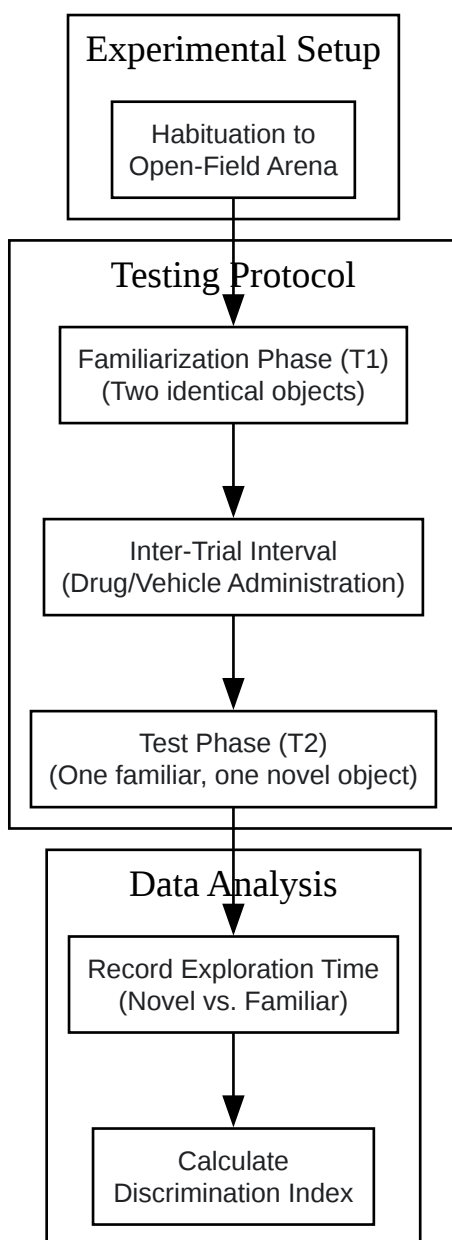 Experimental Setup
Habituation to
Open-Field Arena
Testing Protocol
Familiarization Phase (T1)
(Two identical objects)
Inter-Trial Interval
(Drug/Vehicle Administration)
Test Phase (T2)
(One familiar, one novel object)
Data Analysis
Record Exploration Time
(Novel vs. Familiar)
Calculate
Discrimination Index